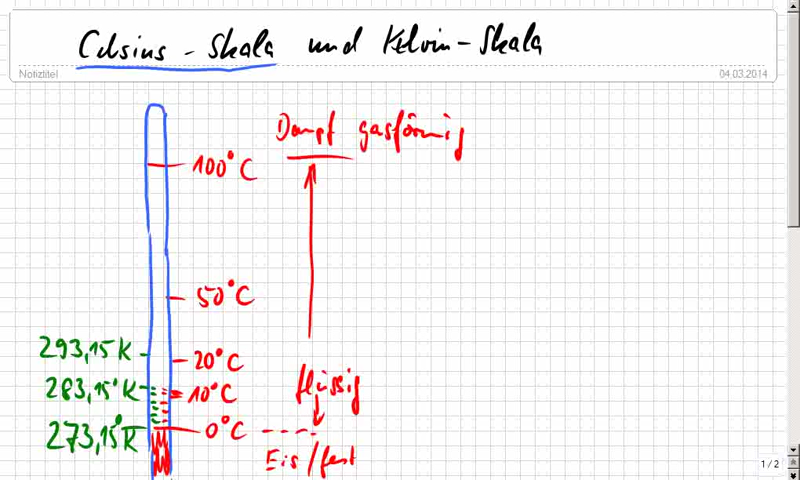 Celsius - Skala und Kelvin - Skala
Notiztitel
04.03.2014
Dampf gasförmig
100°C
50°C
293,15K
20°C
283,15°K
10°C
flüssig
273,15°K
0°C
Eis/fest
1/2